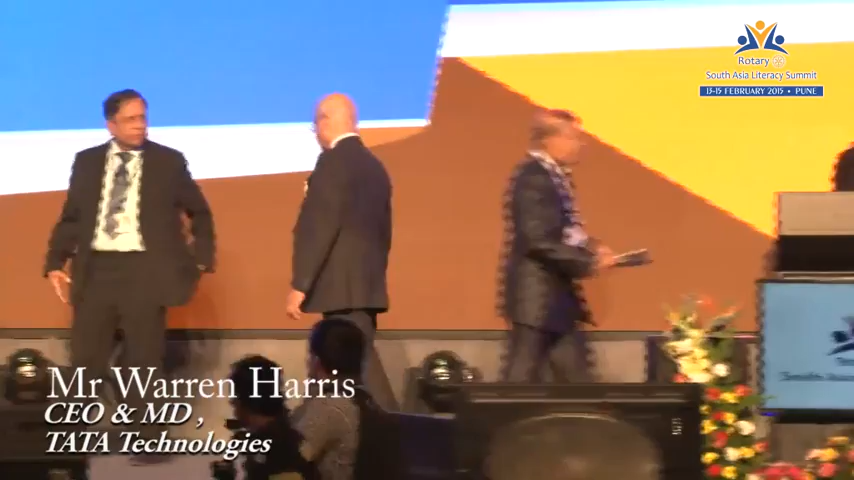 Rotary
South Asia Literacy Summit
13-15 FEBRUARY 2015 • PUNE
Mr Warren Harris
CEO & MD ,
TATA Technologies